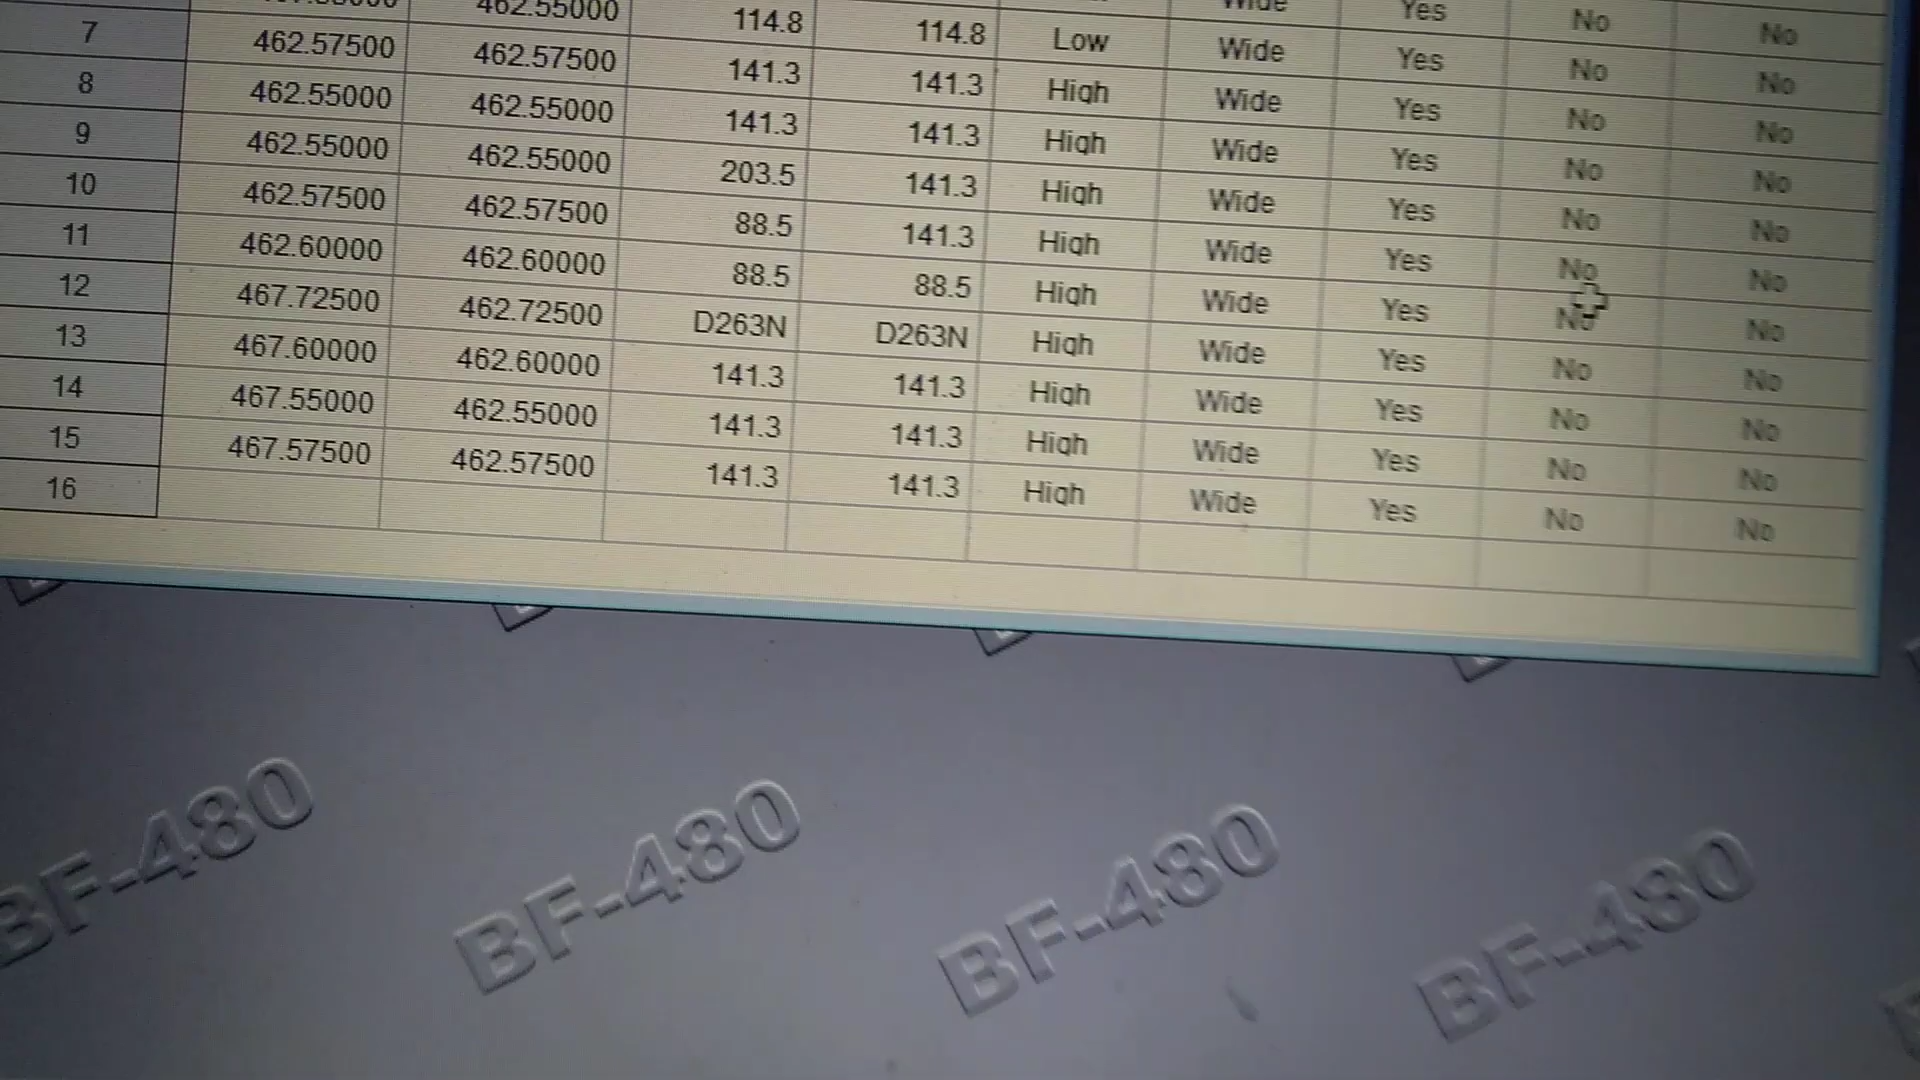 Wide Yes No No
462.55000 114.8 114.8 Low Wide Yes No No
7 462.57500 462.57500 141.3 141.3 High Wide Yes No No
8 462.55000 462.55000 141.3 141.3 High Wide Yes No No
9 462.55000 462.55000 203.5 141.3 High Wide Yes No No
10 462.57500 462.57500 88.5 141.3 High Wide Yes No No
11 462.60000 462.60000 88.5 88.5 High Wide Yes No No
12 467.72500 462.72500 D263N D263N High Wide Yes No No
13 467.60000 462.60000 141.3 141.3 High Wide Yes No No
14 467.55000 462.55000 141.3 141.3 High Wide Yes No No
15 467.57500 462.57500 141.3 141.3 High Wide Yes No No
16
BF-480 BF-480 BF-480 BF-480